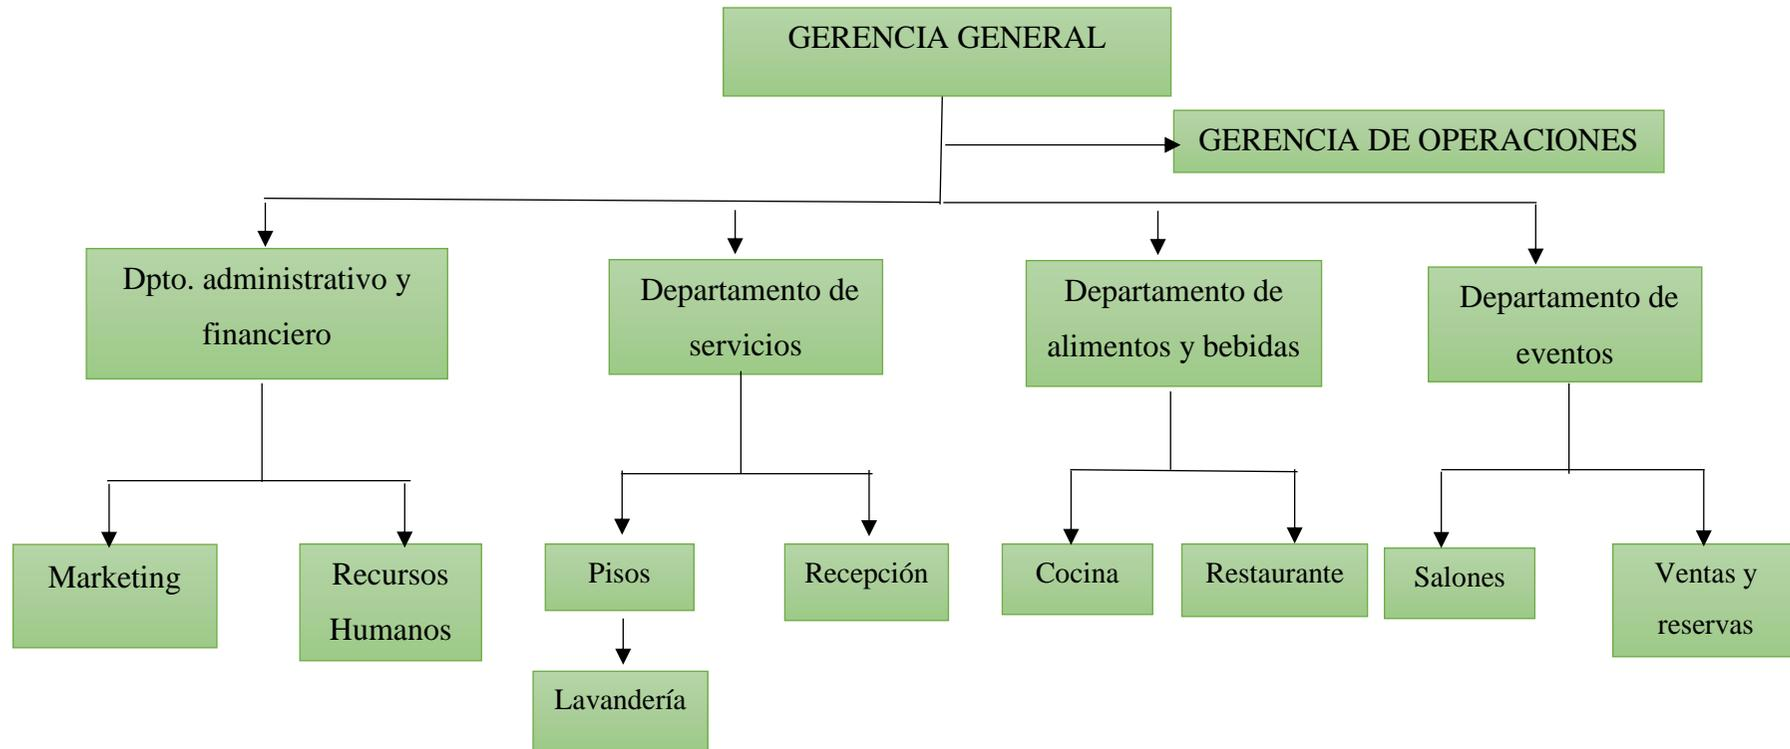 GERENCIA GENERAL
GERENCIA DE OPERACIONES
Dpto. administrativo y
financiero
Departamento de
servicios
Departamento de
alimentos y bebidas
Departamento de
eventos
Marketing
Recursos
Humanos
Pisos
Recepción
Cocina
Restaurante
Salones
Ventas y
reservas
Lavandería